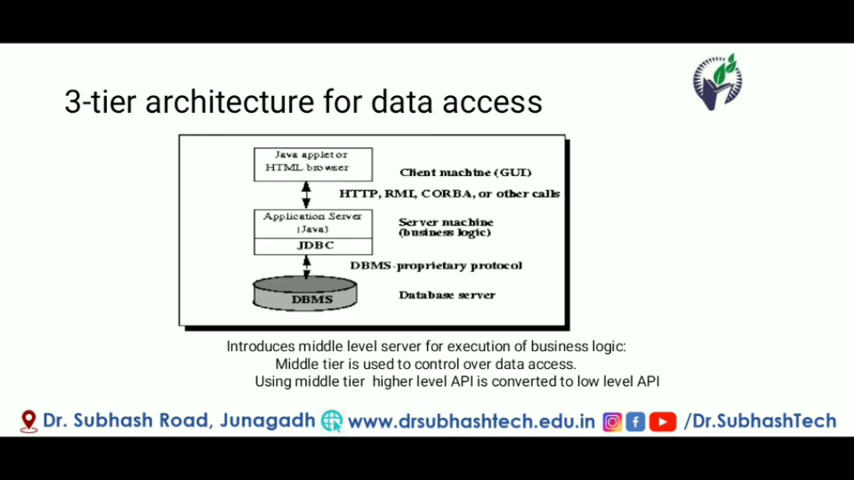 3-tier architecture for data access
Java applet or
HTML browser
Client machine (GUI)
HTTP, RMI, CORBA, or other calls
Application Server
(Java)
Server machine
(business logic)
JDBC
DBMS-proprietary protocol
DBMS
Database server
Introduces middle level server for execution of business logic:
Middle tier is used to control over data access.
Using middle tier higher level API is converted to low level API
Dr. Subhash Road, Junagadh www.drsubhashtech.edu.in /Dr.SubhashTech